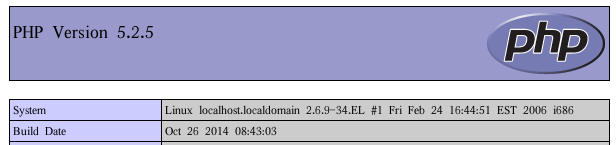 PHP Version 5.2.5
php
System Linux localhost.localdomain 2.6.9-34.EL #1 Fri Feb 24 16:44:51 EST 2006 i686
Build Date Oct 26 2014 08:43:03